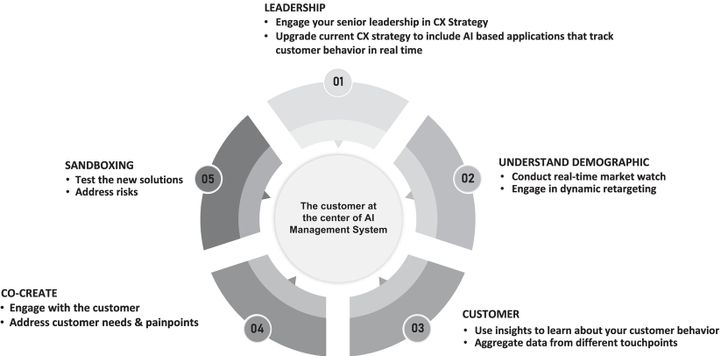 LEADERSHIP
• Engage your senior leadership in CX Strategy
• Upgrade current CX strategy to include AI based applications that track
customer behavior in real time
01
UNDERSTAND DEMOGRAPHIC
• Conduct real-time market watch
• Engage in dynamic retargeting
02
CUSTOMER
• Use insights to learn about your customer behavior
• Aggregate data from different touchpoints
03
CO-CREATE
• Engage with the customer
• Address customer needs & painpoints
04
SANDBOXING
• Test the new solutions
• Address risks
05
The customer at
the center of AI
Management System